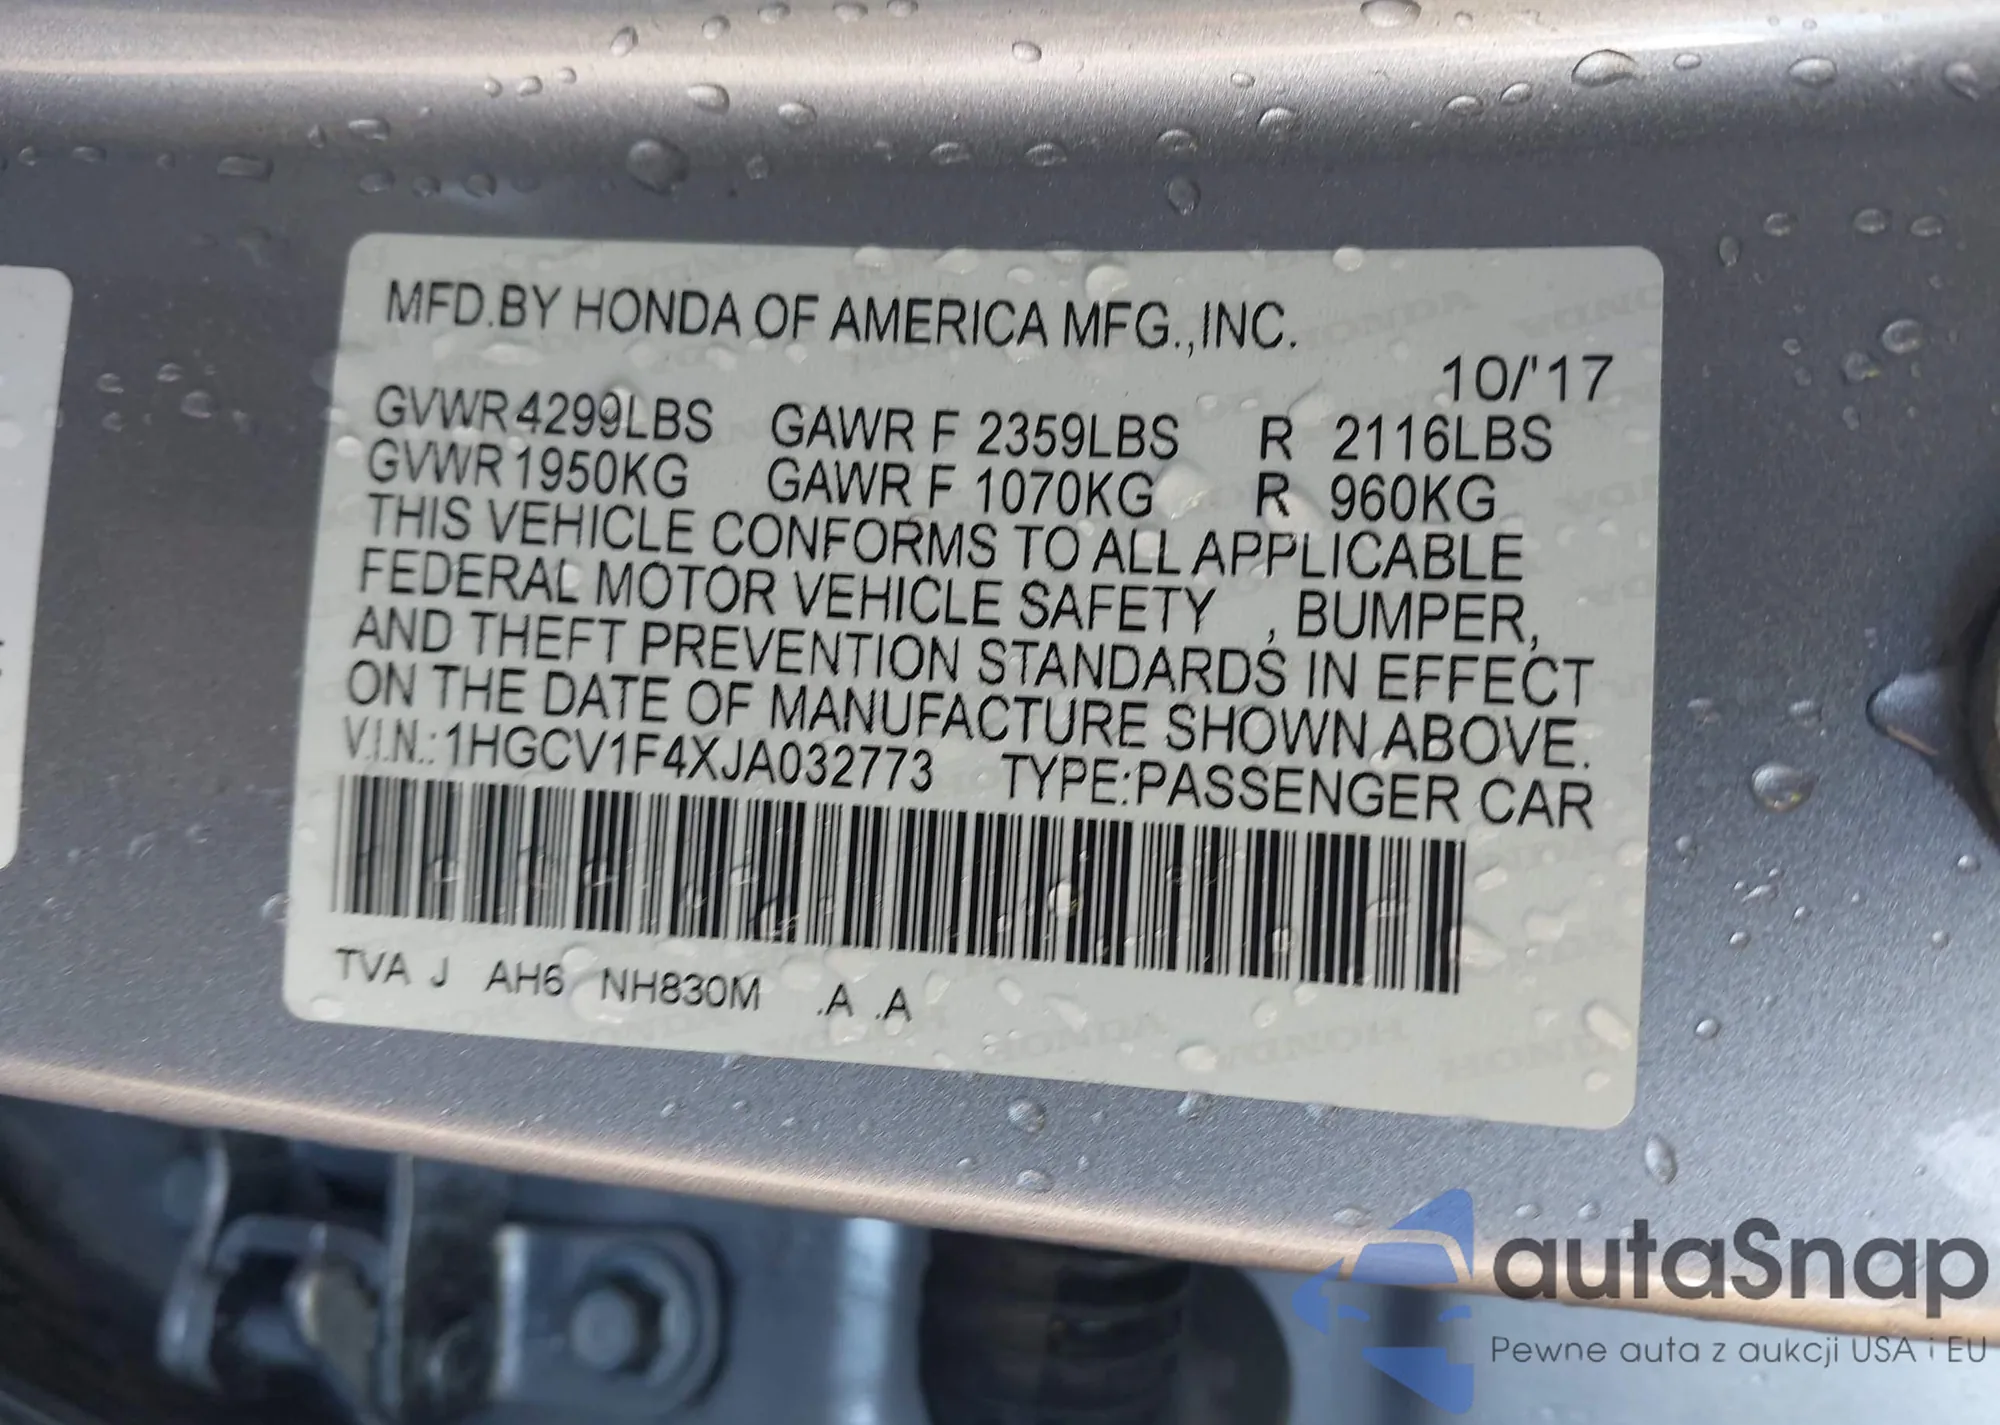 MFD.BY HONDA OF AMERICA MFG.,INC.
10/'17
GVWR 4299LBS GAWR F 2359LBS R 2116LBS
GVWR 1950KG GAWR F 1070KG R 960KG
THIS VEHICLE CONFORMS TO ALL APPLICABLE
FEDERAL MOTOR VEHICLE SAFETY , BUMPER,
AND THEFT PREVENTION STANDARDS IN EFFECT
ON THE DATE OF MANUFACTURE SHOWN ABOVE.
V.I.N.: 1HGCV1F4XJA032773 TYPE:PASSENGER CAR
TVA J AH6 NH830M .A .A
autaSnap
Pewne auta z aukcji USA i EU